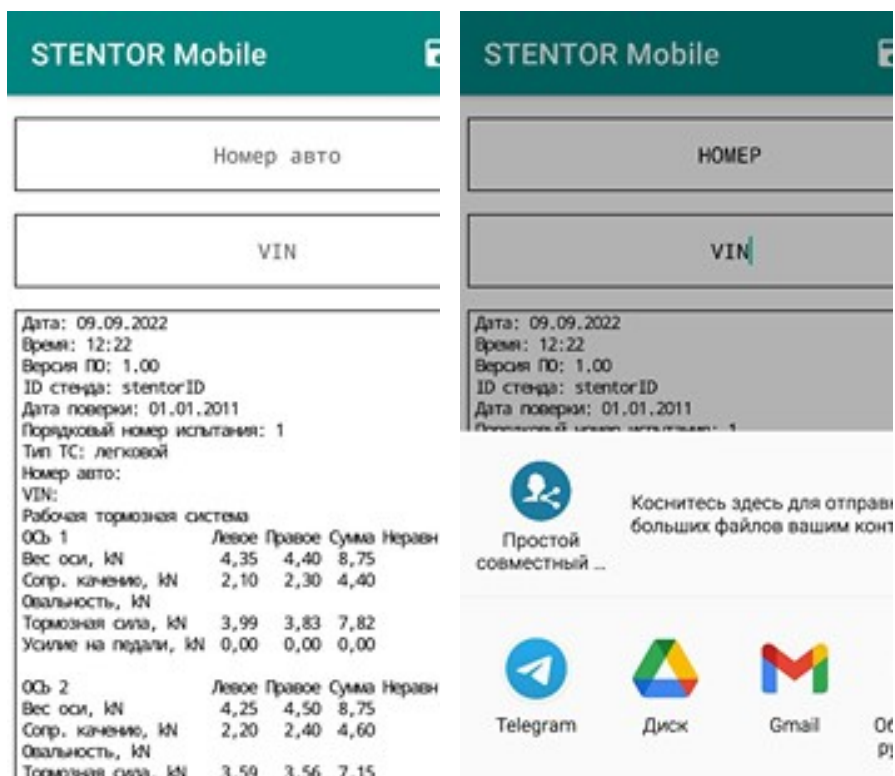 STENTOR Mobile
Номер авто
VIN
Дата: 09.09.2022
Время: 12:22
Версия ПО: 1.00
ID стенда: stentorID
Дата поверки: 01.01.2011
Порядковый номер испытания: 1
Тип ТС: легковой
Номер авто:
VIN:
Рабочая тормозная система
ОСЬ 1 Левое Правое Сумма Неравн
Вес оси, kN 4,35 4,40 8,75
Сопр. качению, kN 2,10 2,30 4,40
Овальность, kN
Тормозная сила, kN 3,99 3,83 7,82
Усилие на педали, kN 0,00 0,00 0,00
ОСЬ 2 Левое Правое Сумма Неравн
Вес оси, kN 4,25 4,50 8,75
Сопр. качению, kN 2,20 2,40 4,60
Овальность, kN
Тормозная сила, kN 3,59 3,56 7,15
STENTOR Mobile
НОМЕР
VIN
Дата: 09.09.2022
Время: 12:22
Версия ПО: 1.00
ID стенда: stentorID
Дата поверки: 01.01.2011
Порядковый номер испытания: 1
Простой
совместный ...
Коснитесь здесь для отправк
больших файлов вашим конт
Telegram
Диск
Gmail